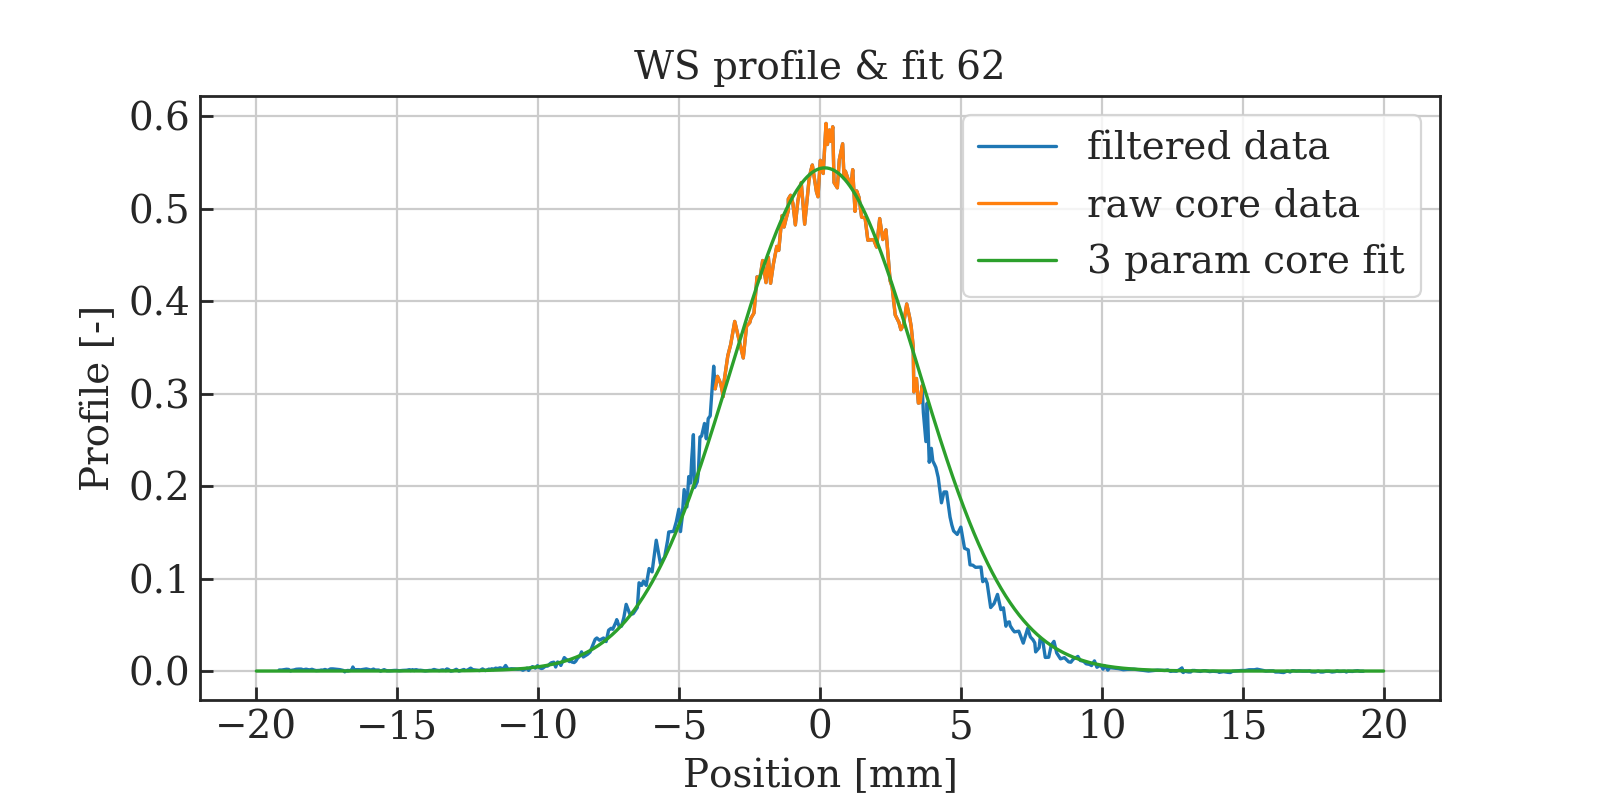 WS profile & fit 62
filtered data
raw core data
3 param core fit
Profile [-]
0.6
0.5
0.4
0.3
0.2
0.1
0.0
−20 −15 −10 −5 0 5 10 15 20
Position [mm]